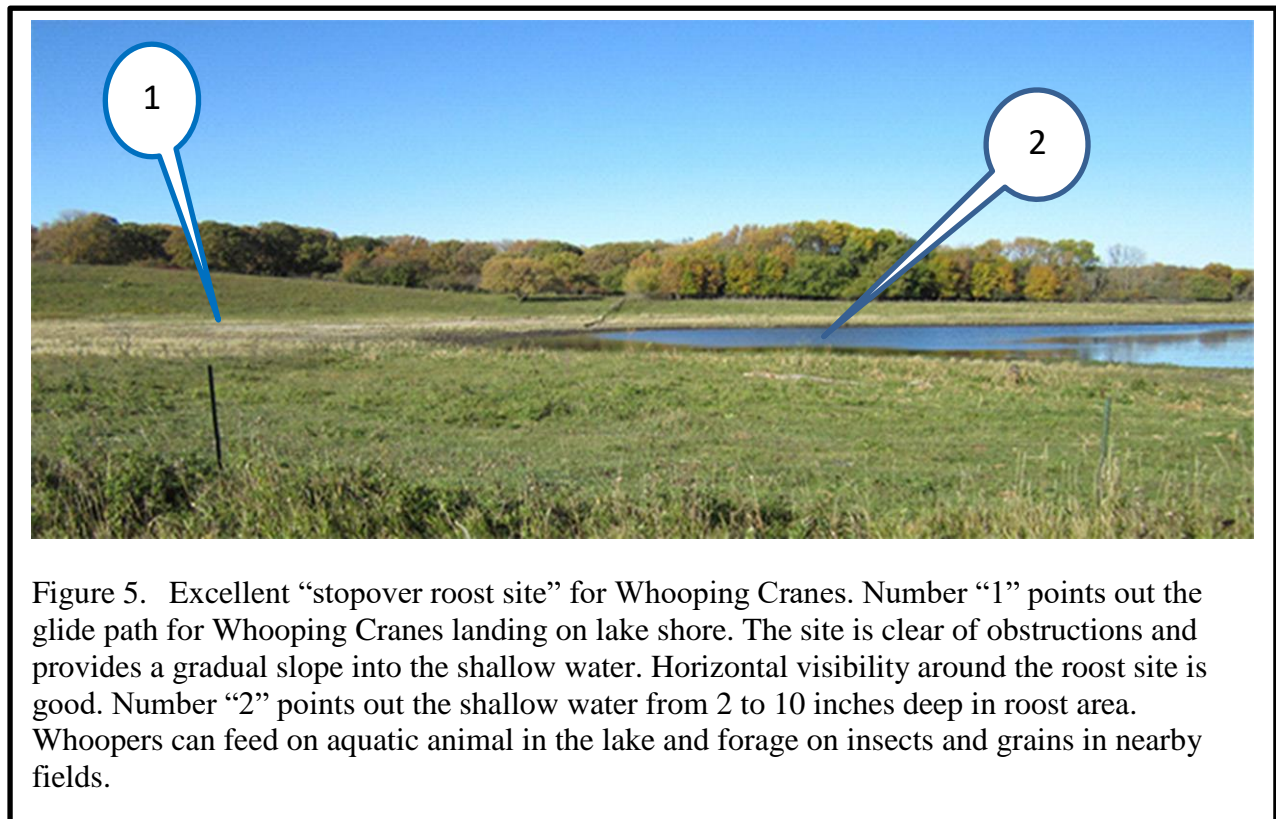 1
2
Figure 5. Excellent “stopover roost site” for Whooping Cranes. Number “1” points out the
glide path for Whooping Cranes landing on lake shore. The site is clear of obstructions and
provides a gradual slope into the shallow water. Horizontal visibility around the roost site is
good. Number “2” points out the shallow water from 2 to 10 inches deep in roost area.
Whoopers can feed on aquatic animal in the lake and forage on insects and grains in nearby
fields.